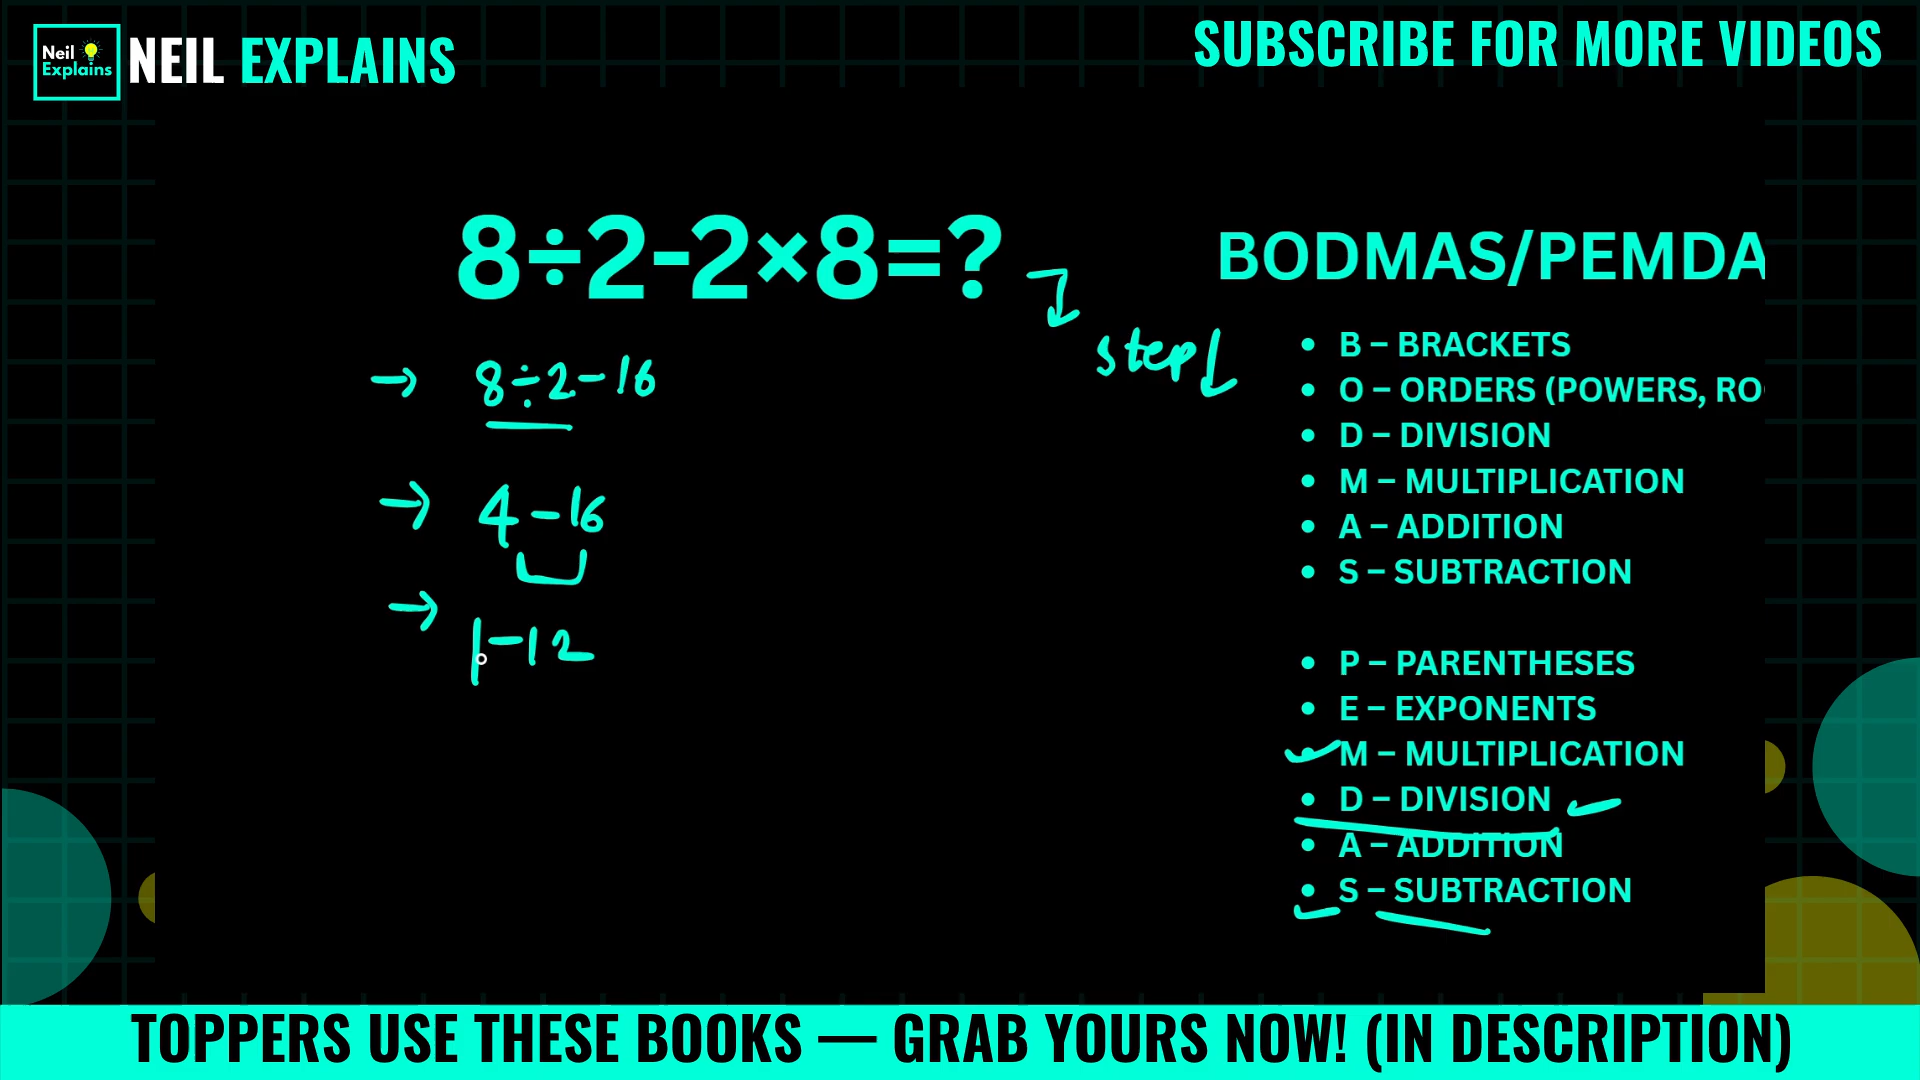 Neil
Explains
NEIL EXPLAINS
SUBSCRIBE FOR MORE VIDEOS
8÷2-2×8=?
→ 8÷2-16
→ 4-16
→ |-12
step
BODMAS/PEMDA
• B – BRACKETS
• O – ORDERS (POWERS, RO
• D – DIVISION
• M – MULTIPLICATION
• A – ADDITION
• S – SUBTRACTION
• P – PARENTHESES
• E – EXPONENTS
• M – MULTIPLICATION
• D – DIVISION
• A – ADDITION
• S – SUBTRACTION
TOPPERS USE THESE BOOKS — GRAB YOURS NOW! (IN DESCRIPTION)